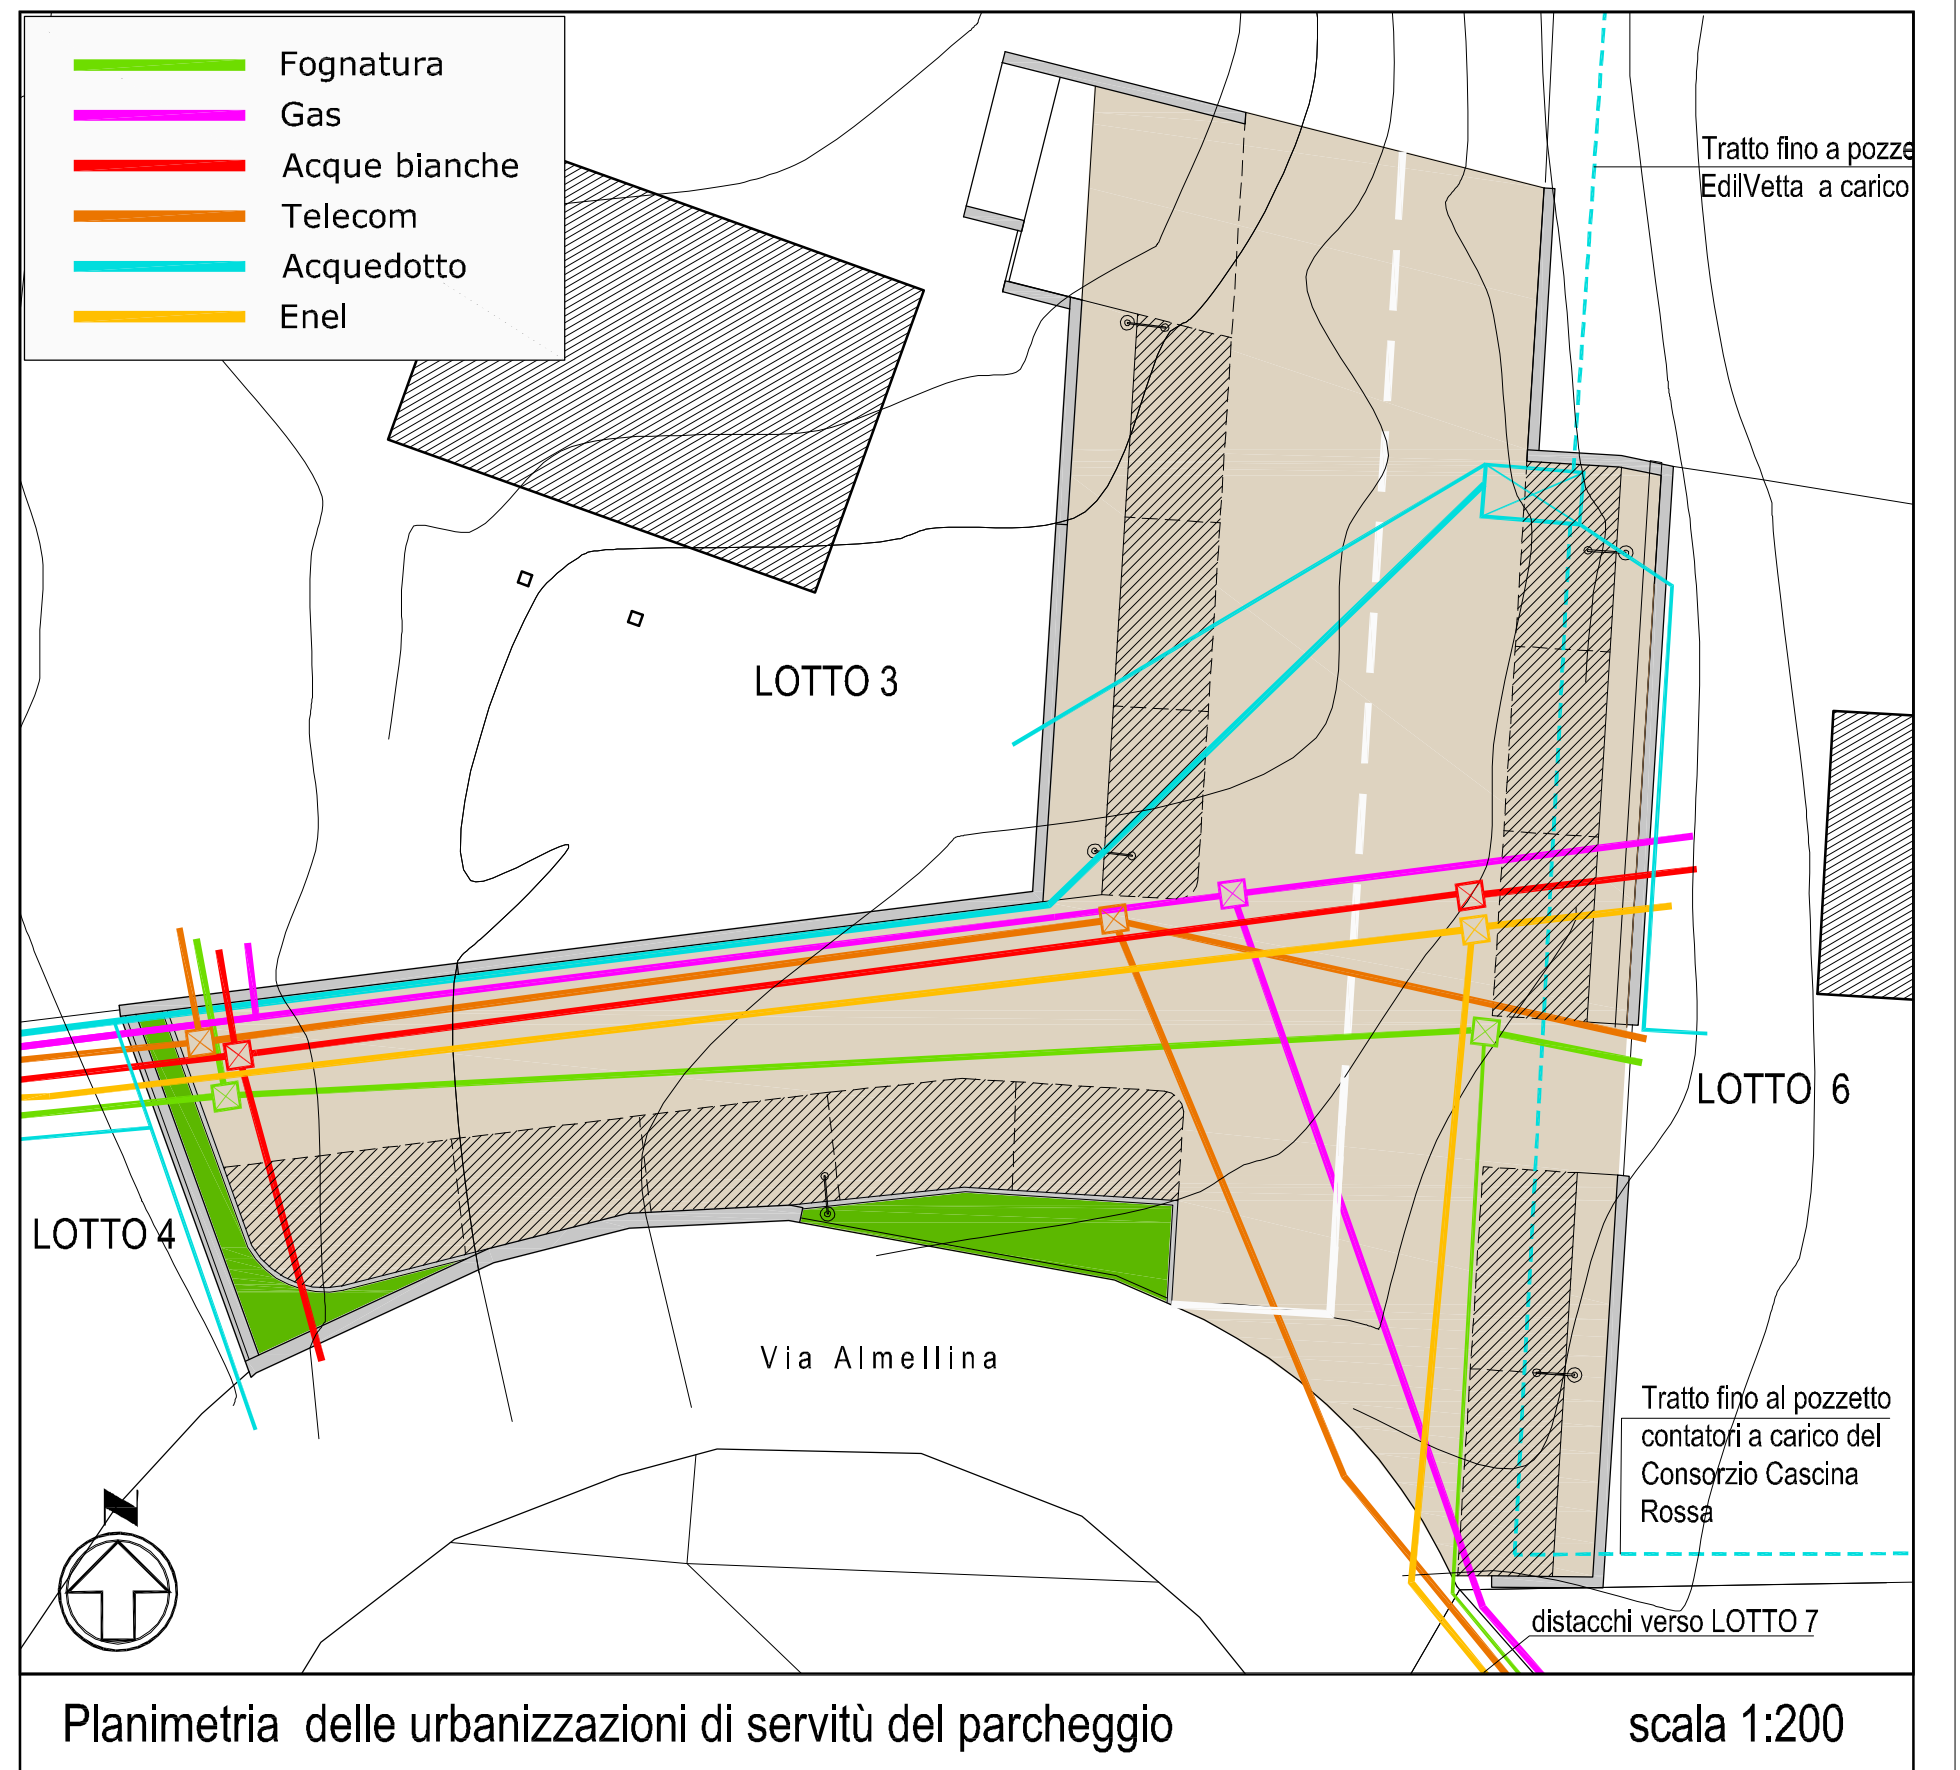 Fognatura
Gas
Acque bianche
Telecom
Acquedotto
Enel
Tratto fino a pozze
EdilVetta a carico
LOTTO 3
LOTTO 6
LOTTO 4
Via Almellina
Tratto fino al pozzetto
contatori a carico del
Consorzio Cascina
Rossa
N
distacchi verso LOTTO 7
Planimetria delle urbanizzazioni di servitù del parcheggio
scala 1:200